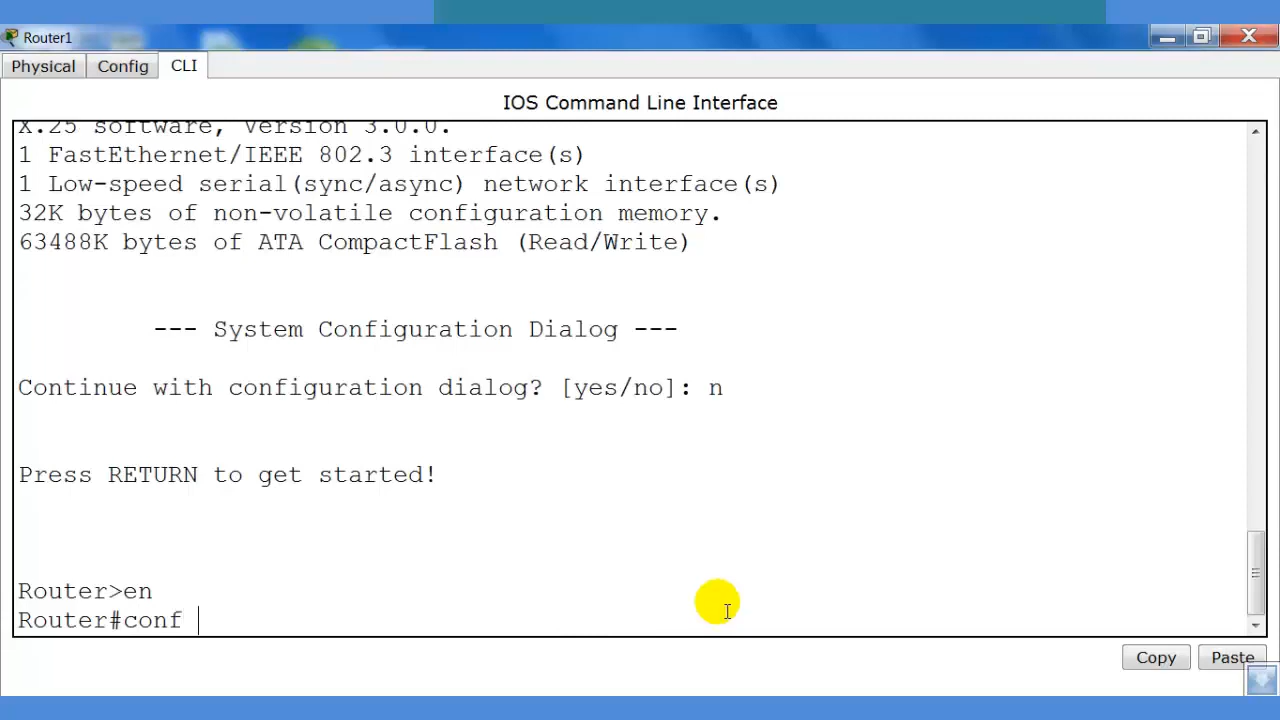 Router1
Physical Config CLI
IOS Command Line Interface
X.25 software, Version 3.0.0.
1 FastEthernet/IEEE 802.3 interface(s)
1 Low-speed serial(sync/async) network interface(s)
32K bytes of non-volatile configuration memory.
63488K bytes of ATA CompactFlash (Read/Write)
--- System Configuration Dialog ---
Continue with configuration dialog? [yes/no]: n
Press RETURN to get started!
Router>en
Router#conf
Copy Paste